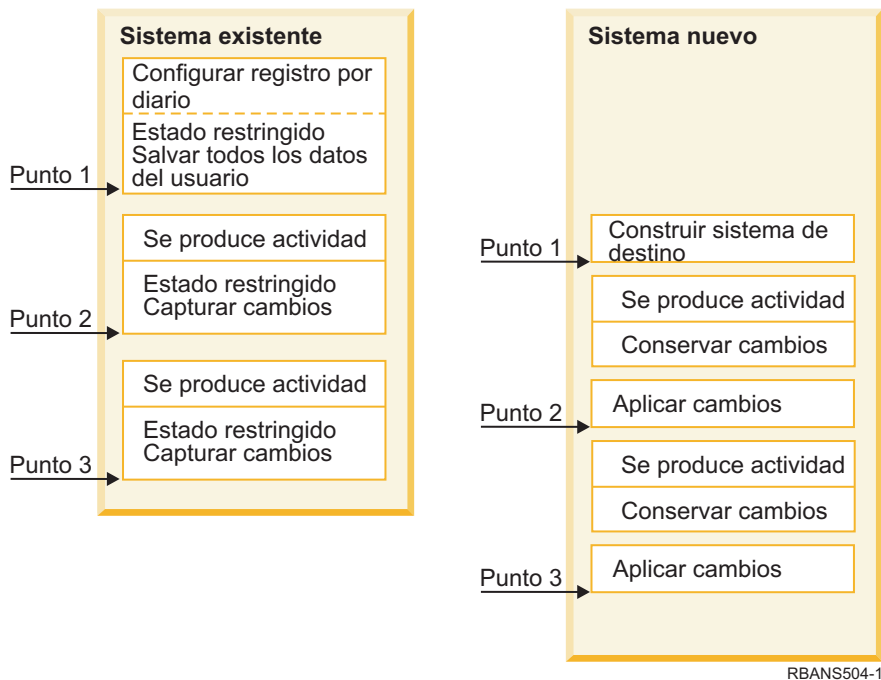 Sistema existente
Configurar registro por
diario
Estado restringido
Salvar todos los datos
del usuario
Punto 1
Se produce actividad
Estado restringido
Capturar cambios
Punto 2
Se produce actividad
Estado restringido
Capturar cambios
Punto 3
Sistema nuevo
Construir sistema de
destino
Punto 1
Se produce actividad
Conservar cambios
Aplicar cambios
Punto 2
Se produce actividad
Conservar cambios
Aplicar cambios
Punto 3
RBANS504-1